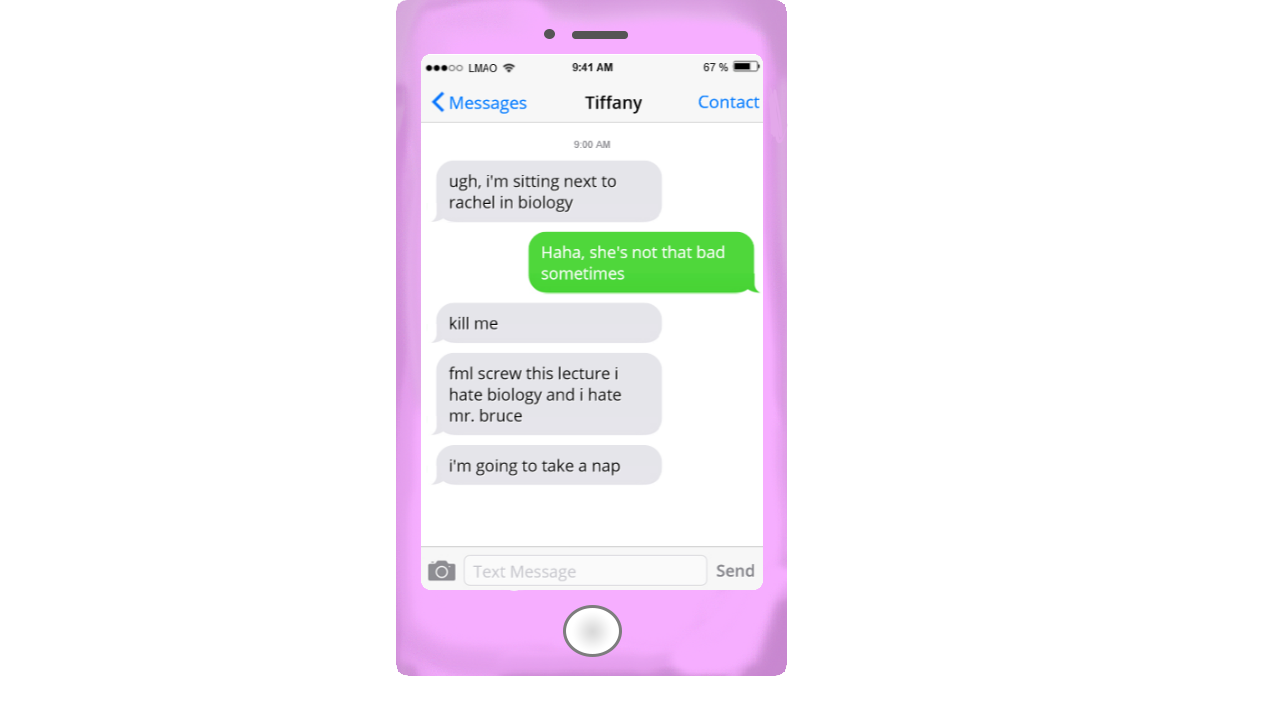 LMAO 9:41 AM 67 %
Messages Tiffany Contact
9:00 AM
ugh, i'm sitting next to
rachel in biology
Haha, she's not that bad
sometimes
kill me
fml screw this lecture i
hate biology and i hate
mr. bruce
i'm going to take a nap
Text Message Send